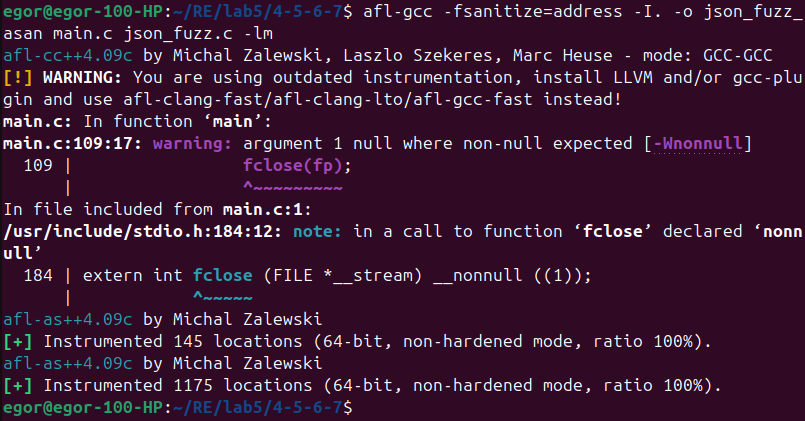 egor@egor-100-HP:~/RE/lab5/4-5-6-7$ afl-gcc -fsanitize=address -I. -o json_fuzz_
asan main.c json_fuzz.c -lm
afl-cc++4.09c by Michal Zalewski, Laszlo Szekeres, Marc Heuse - mode: GCC-GCC
[!] WARNING: You are using outdated instrumentation, install LLVM and/or gcc-plu
gin and use afl-clang-fast/afl-clang-lto/afl-gcc-fast instead!
main.c: In function ‘main’:
main.c:109:17: warning: argument 1 null where non-null expected [-Wnonnull]
  109 |                 fclose(fp);
      |                 ^~~~~~~~~~
In file included from main.c:1:
/usr/include/stdio.h:184:12: note: in a call to function ‘fclose’ declared ‘nonn
ull’
  184 | extern int fclose (FILE *__stream) __nonnull ((1));
      |            ^~~~~~
afl-as++4.09c by Michal Zalewski
[+] Instrumented 145 locations (64-bit, non-hardened mode, ratio 100%).
afl-as++4.09c by Michal Zalewski
[+] Instrumented 1175 locations (64-bit, non-hardened mode, ratio 100%).
egor@egor-100-HP:~/RE/lab5/4-5-6-7$